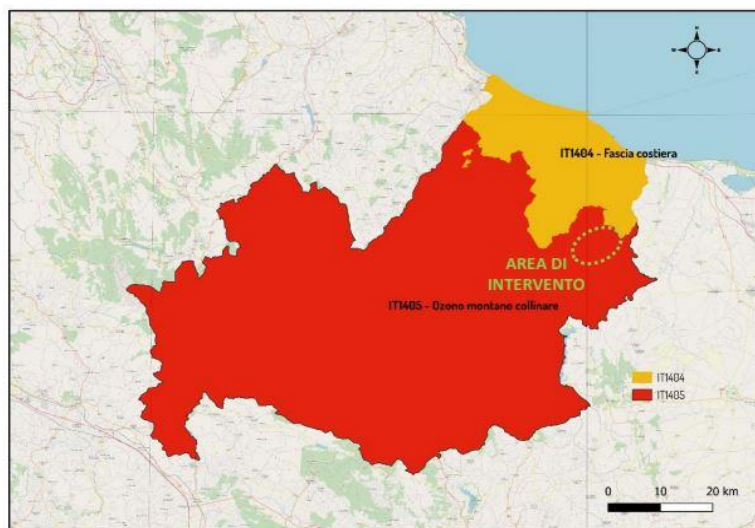 IT1404 - Fascia costiera
AREA DI
INTERVENTO
IT1405 - Ozono montano collinare
IT1404
IT1405
0 10 20 km